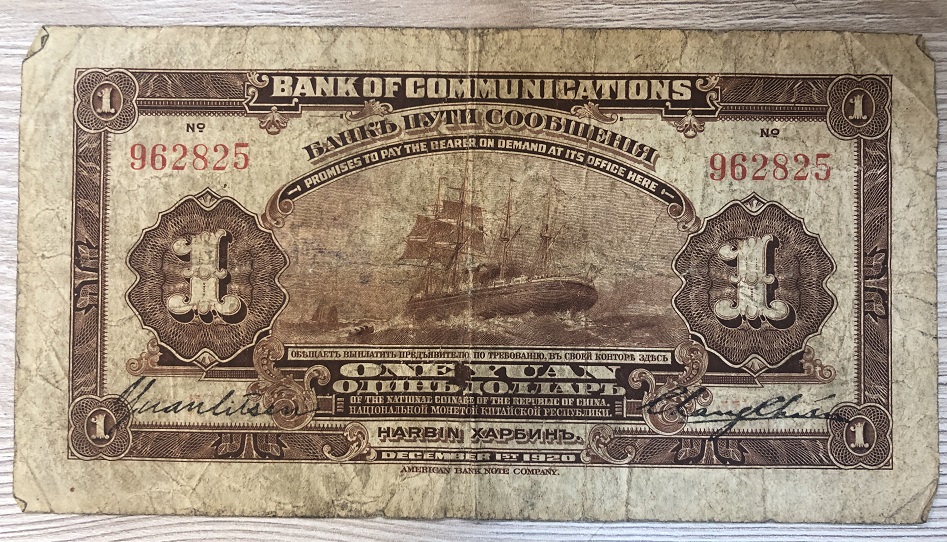 BANK OF COMMUNICATIONS
1
1
БАНКЪ ПУТИ СООБЩЕНІЯ
Nº
Nº
962825
962825
PROMISES TO PAY THE BEARER ON DEMAND AT ITS OFFICE HERE
1
1
ОБѢЩАЕТЪ ВЫПЛАТИТЬ ПРЕДЪЯВИТЕЛЮ, ПО ТРЕБОВАНІЮ, ВЪ СВОЕЙ КОНТОРѢ ЗДѢСЬ
ONE YUAN
ОДИНЪ ДОЛЛАРЪ
OF THE NATIONAL COINAGE OF THE REPUBLIC OF CHINA.
НАЦІОНАЛЬНОЙ МОНЕТОЙ КИТАЙСКОЙ РЕСПУБЛИКИ.
1
HARBIN ХАРБИНЪ.
1
DECEMBER 1ST 1920
AMERICAN BANK NOTE COMPANY.